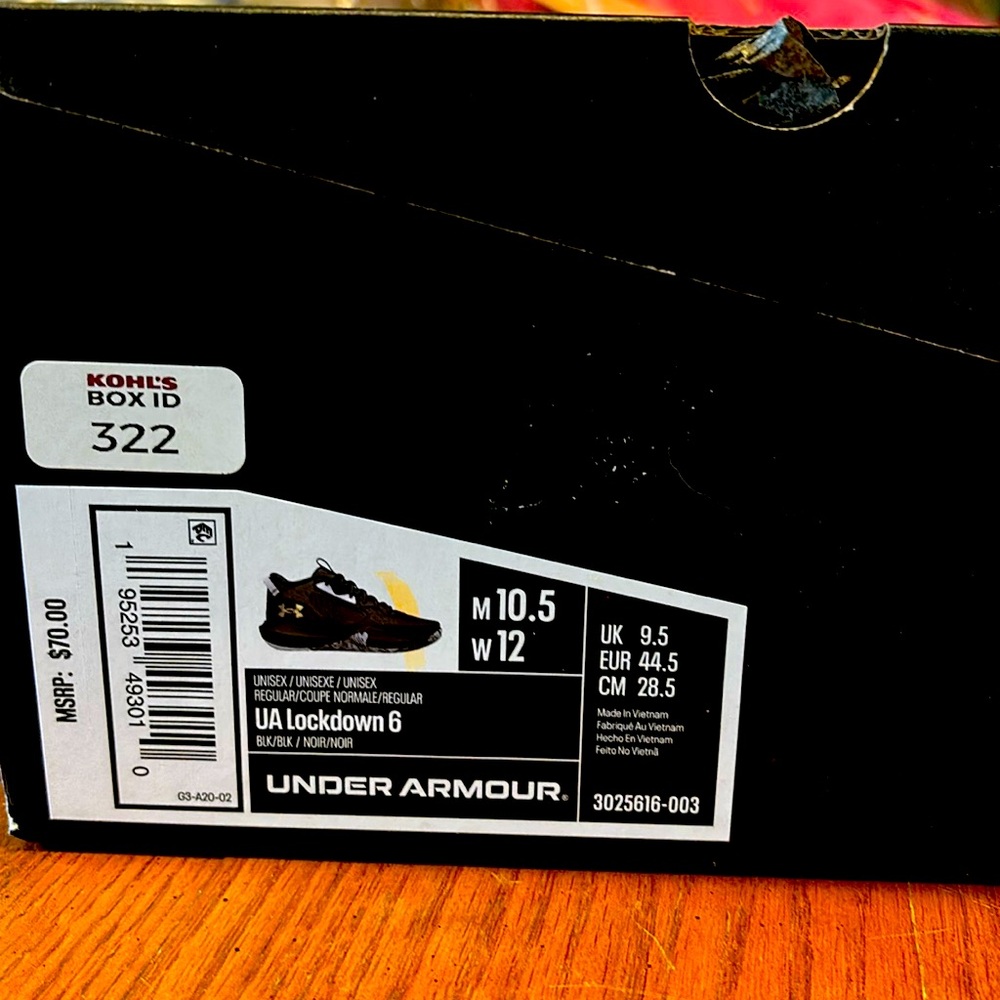 KOHL'S
BOX ID
322
MSRP: $70.00
1 95253 49301 0
G3-A20-02
M 10.5
W 12
UNISEX / UNISEXE / UNISEX
REGULAR/COUPE NORMALE/REGULAR
UA Lockdown 6
BLK/BLK / NOIR/NOIR
UNDER ARMOUR®
UK 9.5
EUR 44.5
CM 28.5
Made In Vietnam
Fabriqué Au Vietnam
Hecho En Vietnam
Feito No Vietnã
3025616-003